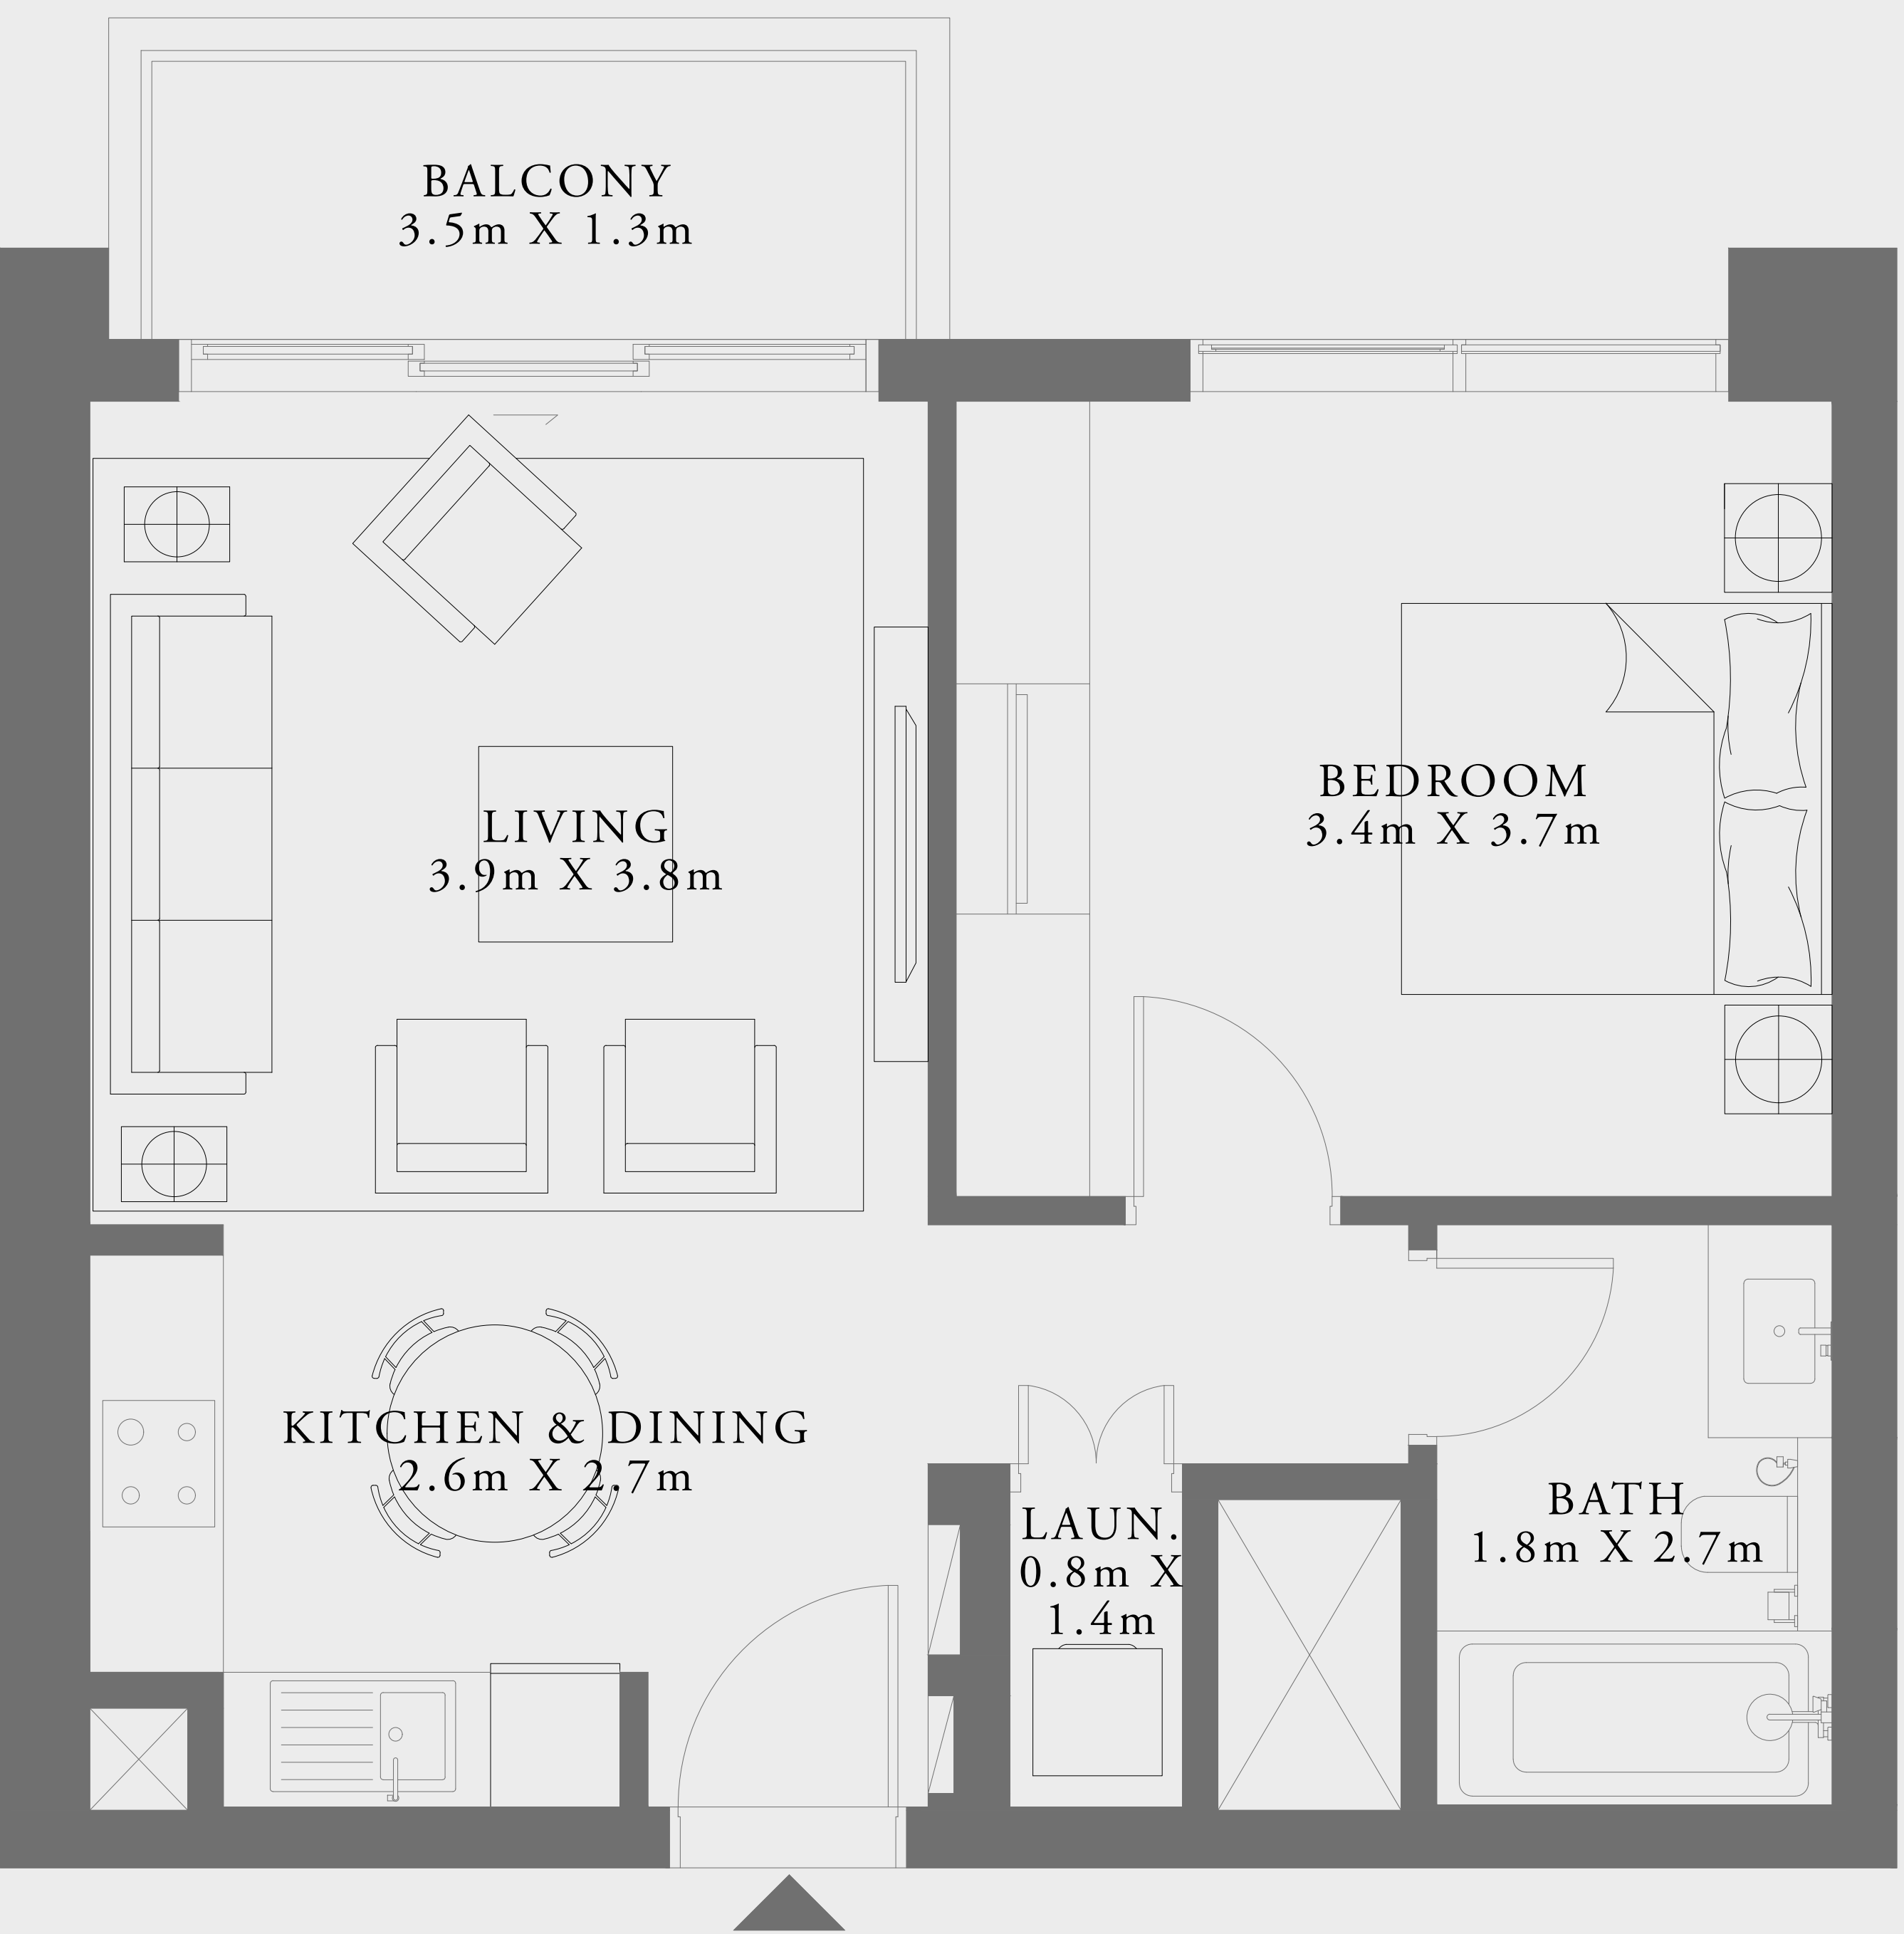 BALCONY
3.5m X 1.3m
LIVING
3.9m X 3.8m
BEDROOM
3.4m X 3.7m
KITCHEN & DINING
2.6m X 2.7m
LAUN.
0.8m X
1.4m
BATH
1.8m X 2.7m